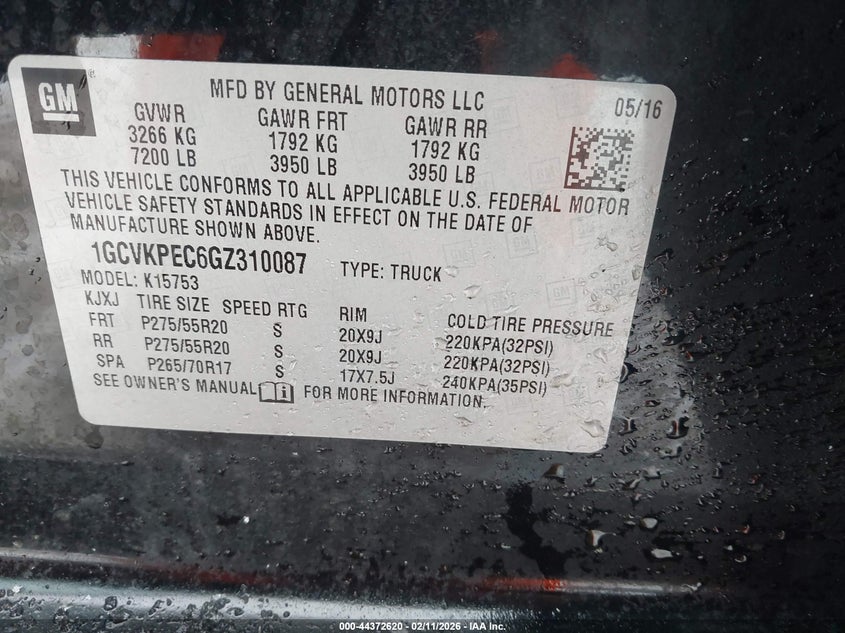 GM
®
MFD BY GENERAL MOTORS LLC
05/16
GVWR GAWR FRT GAWR RR
3266 KG 1792 KG 1792 KG
7200 LB 3950 LB 3950 LB
THIS VEHICLE CONFORMS TO ALL APPLICABLE U.S. FEDERAL MOTOR
VEHICLE SAFETY STANDARDS IN EFFECT ON THE DATE OF
MANUFACTURE SHOWN ABOVE.
1GCVKPEC6GZ310087 TYPE: TRUCK
MODEL: K15753
KJXJ TIRE SIZE SPEED RTG RIM COLD TIRE PRESSURE
FRT P275/55R20 S 20X9J 220KPA(32PSI)
RR P275/55R20 S 20X9J 220KPA(32PSI)
SPA P265/70R17 S 17X7.5J 240KPA(35PSI)
SEE OWNER'S MANUAL i FOR MORE INFORMATION.
000-44372620 - 02/11/2026 - IAA Inc.